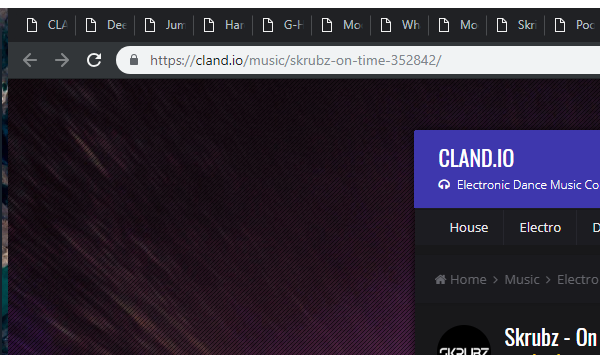 CLA Dee Jum Har G-H Mo Wh Mo Skri Poc
https://cland.io/music/skrubz-on-time-352842/
CLAND.IO
Electronic Dance Music Co
House Electro D
Home > Music > Electro
SKRUBZ
Skrubz - On